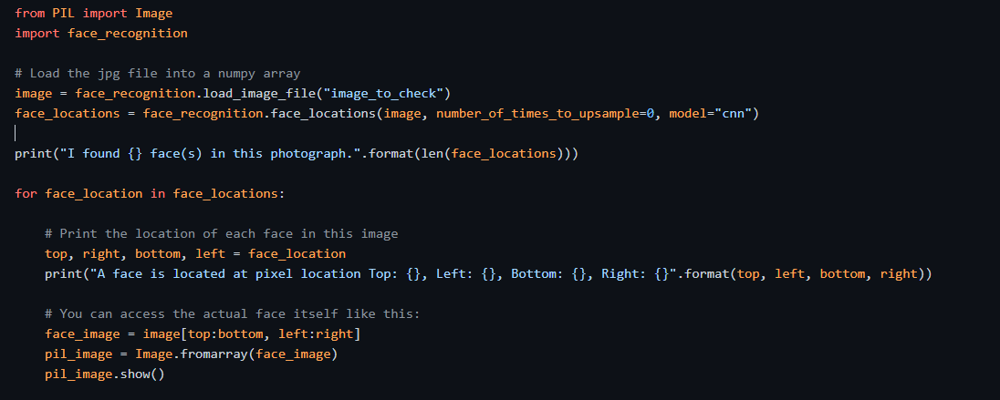 from PIL import Image
import face_recognition
# Load the jpg file into a numpy array
image = face_recognition.load_image_file("image_to_check")
face_locations = face_recognition.face_locations(image, number_of_times_to_upsample=0, model="cnn")
print("I found {} face(s) in this photograph.".format(len(face_locations)))
for face_location in face_locations:
    # Print the location of each face in this image
    top, right, bottom, left = face_location
    print("A face is located at pixel location Top: {}, Left: {}, Bottom: {}, Right: {}".format(top, left, bottom, right))
    # You can access the actual face itself like this:
    face_image = image[top:bottom, left:right]
    pil_image = Image.fromarray(face_image)
    pil_image.show()